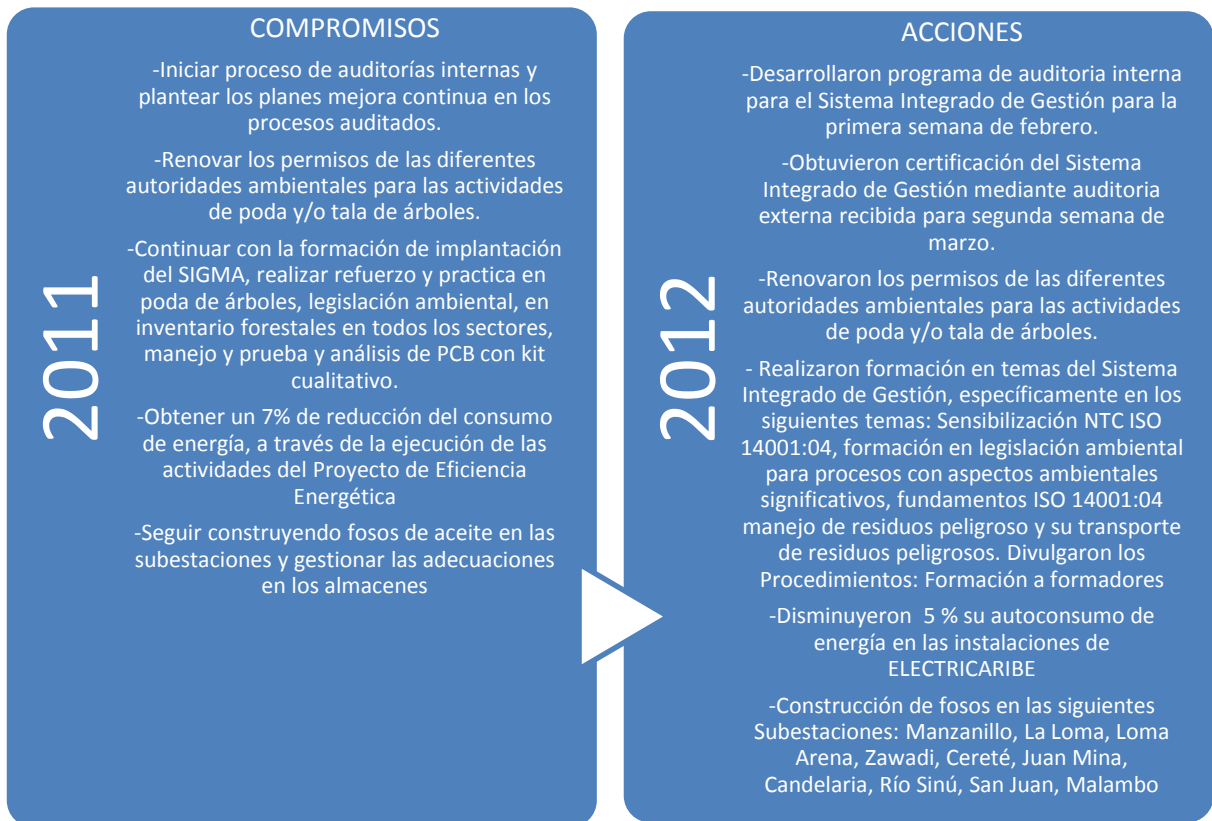 2011
COMPROMISOS
-Iniciar proceso de auditorías internas y
plantear los planes mejora continua en los
procesos auditados.
-Renovar los permisos de las diferentes
autoridades ambientales para las actividades
de poda y/o tala de árboles.
-Continuar con la formación de implantación
del SIGMA, realizar refuerzo y practica en
poda de árboles, legislación ambiental, en
inventario forestales en todos los sectores,
manejo y prueba y análisis de PCB con kit
cualitativo.
-Obtener un 7% de reducción del consumo
de energía, a través de la ejecución de las
actividades del Proyecto de Eficiencia
Energética
-Seguir construyendo fosos de aceite en las
subestaciones y gestionar las adecuaciones
en los almacenes
2012
ACCIONES
-Desarrollaron programa de auditoria interna
para el Sistema Integrado de Gestión para la
primera semana de febrero.
-Obtuvieron certificación del Sistema
Integrado de Gestión mediante auditoria
externa recibida para segunda semana de
marzo.
-Renovaron los permisos de las diferentes
autoridades ambientales para las actividades
de poda y/o tala de árboles.
- Realizaron formación en temas del Sistema
Integrado de Gestión, específicamente en los
siguientes temas: Sensibilización NTC ISO
14001:04, formación en legislación ambiental
para procesos con aspectos ambientales
significativos, fundamentos ISO 14001:04
manejo de residuos peligroso y su transporte
de residuos peligrosos. Divulgaron los
Procedimientos: Formación a formadores
-Disminuyeron 5 % su autoconsumo de
energía en las instalaciones de
ELECTRICARIBE
-Construcción de fosos en las siguientes
Subestaciones: Manzanillo, La Loma, Loma
Arena, Zawadi, Cereté, Juan Mina,
Candelaria, Río Sinú, San Juan, Malambo